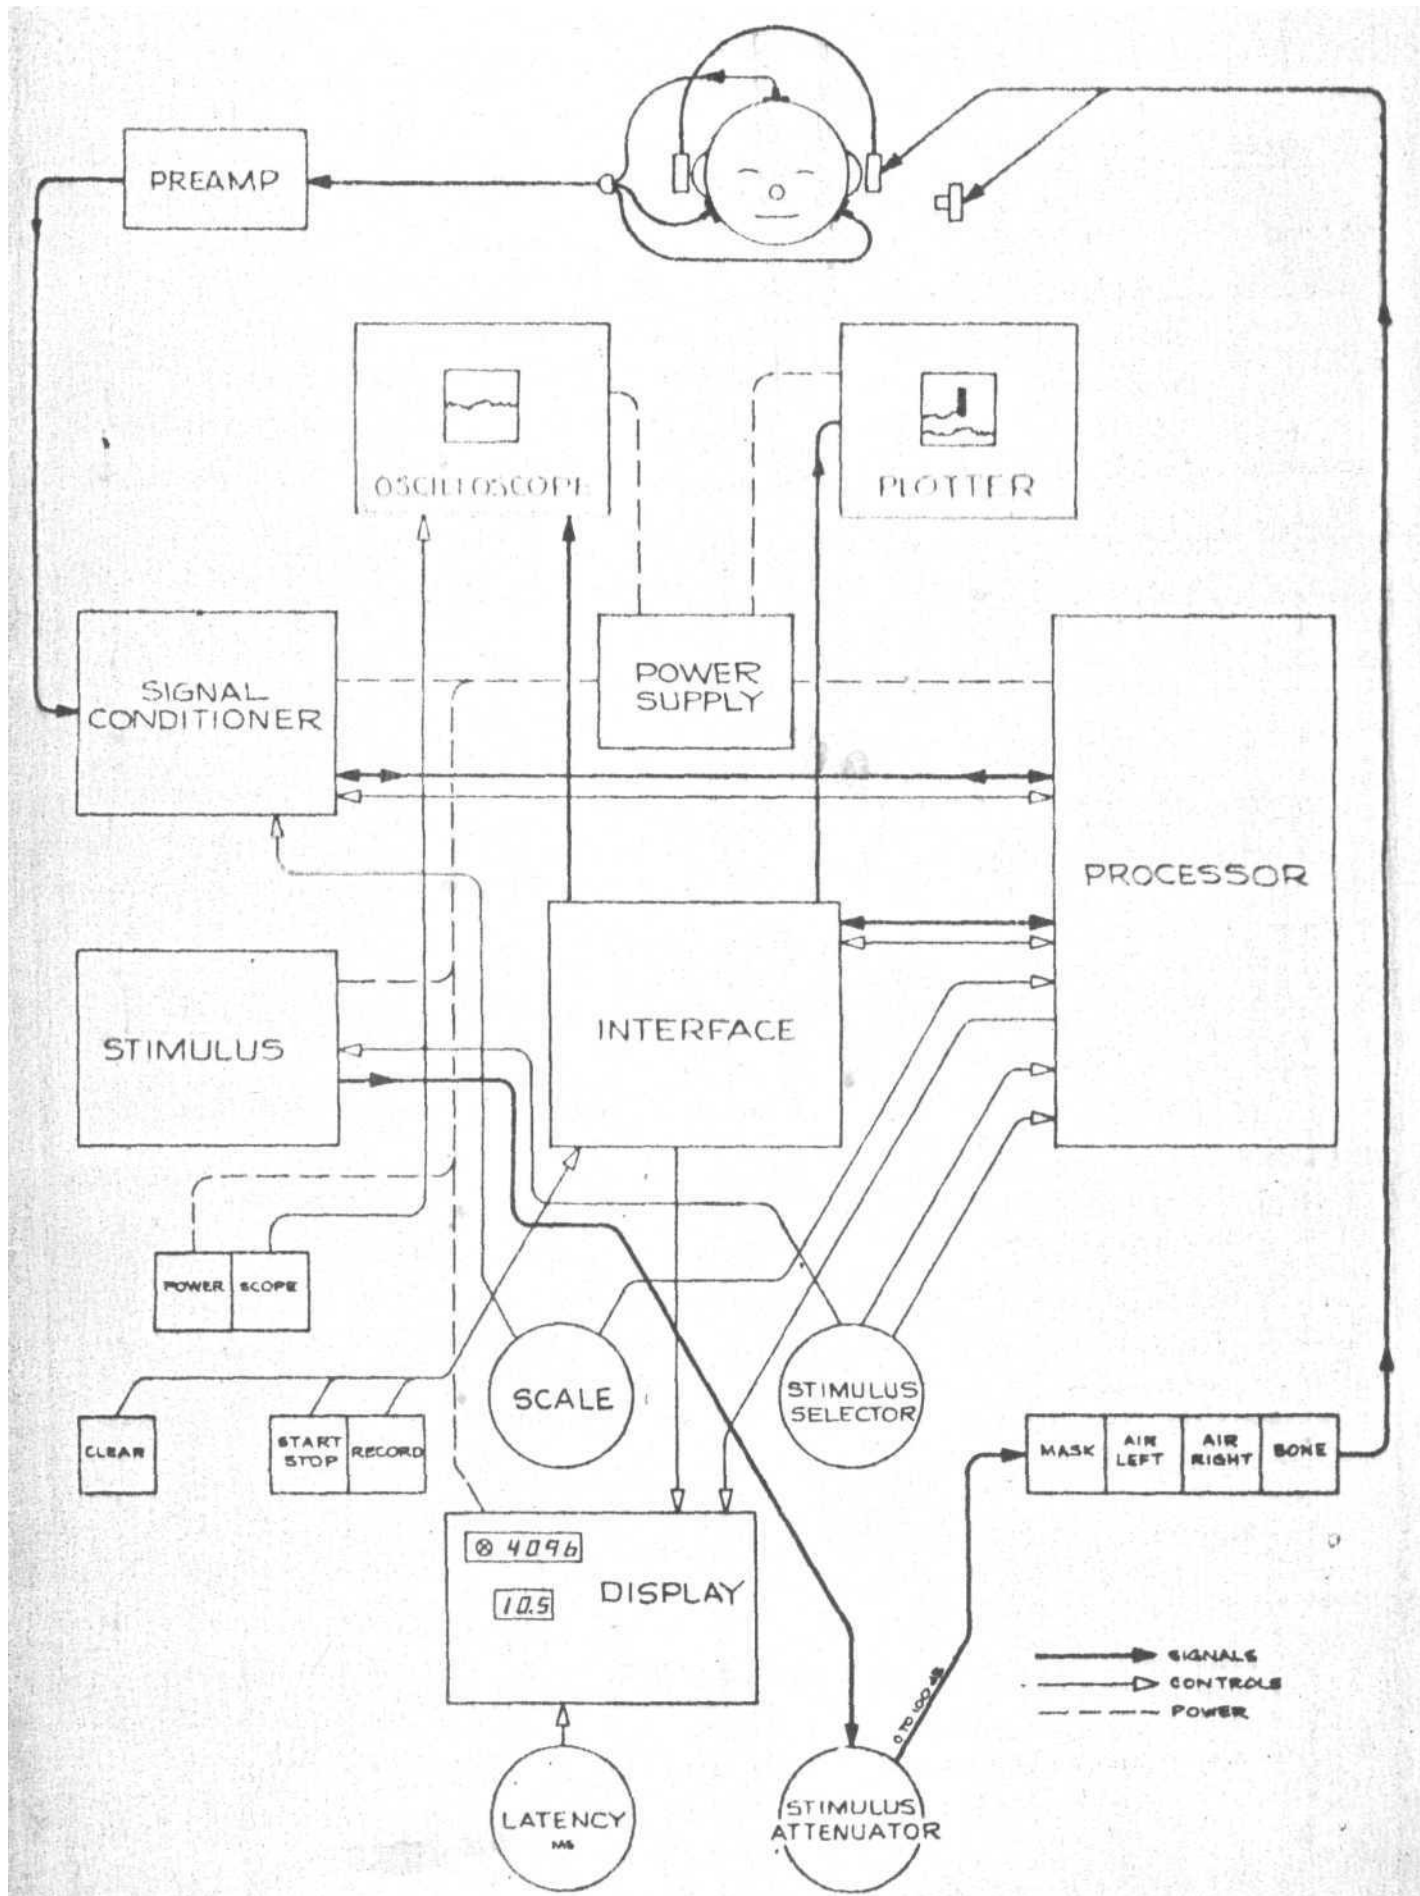 PREAMP
OSCILLOSCOPE
PLOTTER
SIGNAL
CONDITIONER
POWER
SUPPLY
PROCESSOR
STIMULUS
INTERFACE
POWER SCOPE
SCALE
STIMULUS
SELECTOR
CLEAR
START
STOP
RECORD
MASK
AIR
LEFT
AIR
RIGHT
BONE
⊗ 4096
10.5
DISPLAY
0 TO 100 dB
SIGNALS
CONTROLS
POWER
LATENCY
MS
STIMULUS
ATTENUATOR